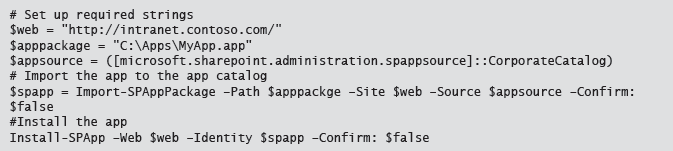 # Set up required strings
$web = "http://intranet.contoso.com/"
$apppackage = "C:\Apps\MyApp.app"
$appsource = ([microsoft.sharepoint.administration.spappsource]::CorporateCatalog)
# Import the app to the app catalog
$spapp = Import-SPAppPackage –Path $apppackge –Site $web –Source $appsource –Confirm:
$false
#Install the app
Install-SPApp –Web $web –Identity $spapp –Confirm: $false